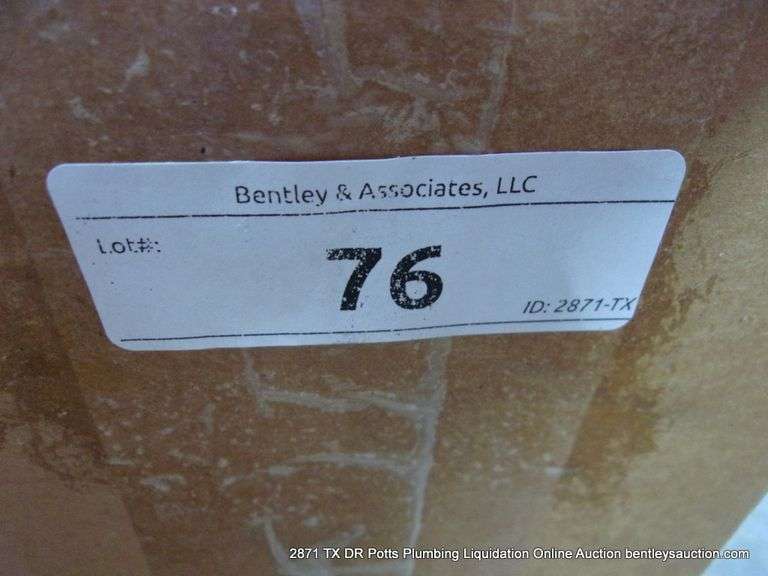 Bentley & Associates, LLC
Lot#:
76
ID: 2871-TX
2871 TX DR Potts Plumbing Liquidation Online Auction bentleysauction.com